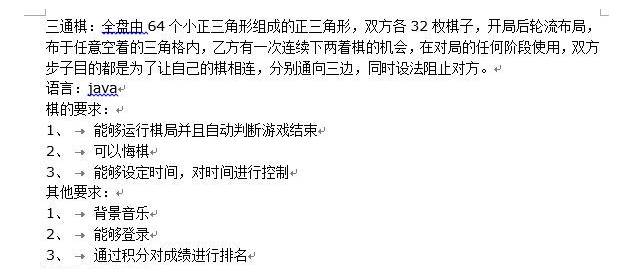 三通棋：全盘由 64 个小正三角形组成的正三角形，双方各 32 枚棋子，开局后轮流布局，
布于任意空着的三角格内，乙方有一次连续下两着棋的机会，在对局的任何阶段使用，双方
步子目的都是为了让自己的棋相连，分别通向三边，同时设法阻止对方。
语言：java
棋的要求：
1、 能够运行棋局并且自动判断游戏结束
2、 可以悔棋
3、 能够设定时间，对时间进行控制
其他要求：
1、 背景音乐
2、 能够登录
3、 通过积分对成绩进行排名